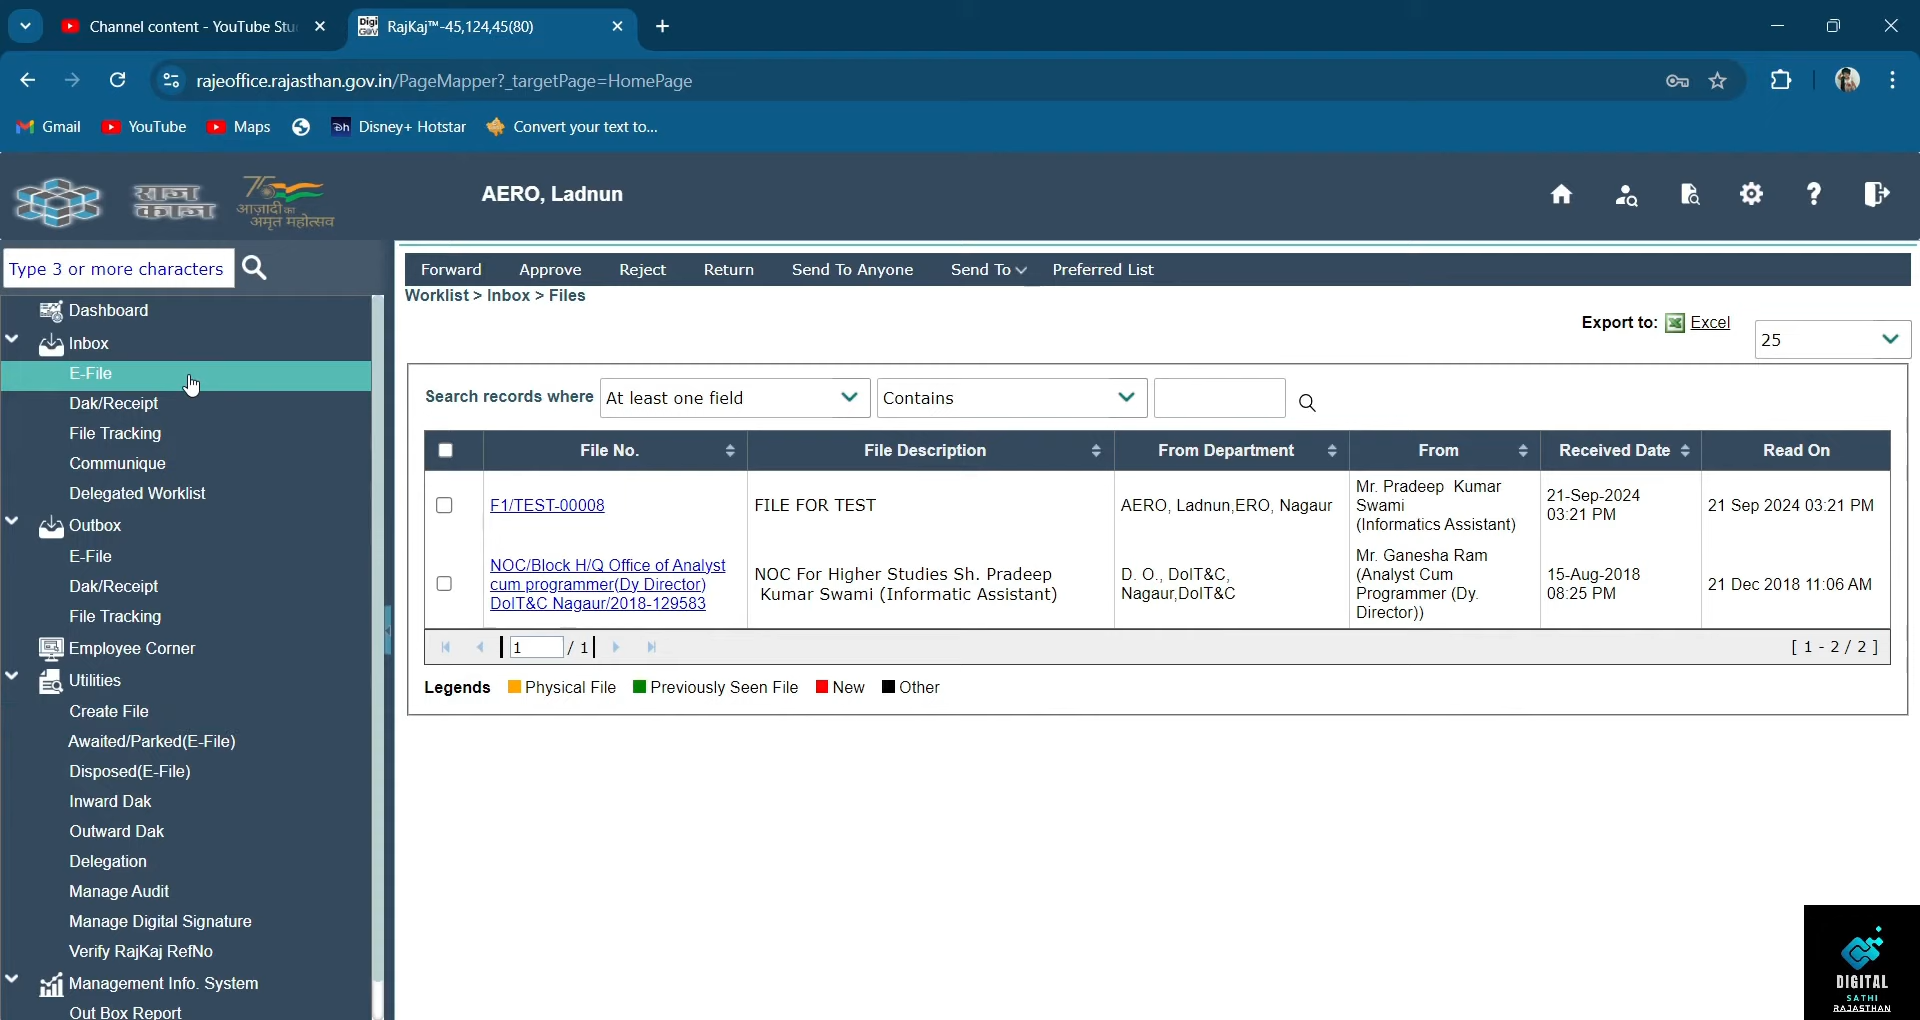 Channel content - YouTube Stu
Digi GOV
RajKaj™-45,124,45(80)
rajeoffice.rajasthan.gov.in/PageMapper?_targetPage=HomePage
Gmail YouTube Maps Disney+ Hotstar Convert your text to...
राज काज
75 आज़ादी का अमृत महोत्सव
AERO, Ladnun
Type 3 or more characters
Dashboard
Inbox
E-File
Dak/Receipt
File Tracking
Communique
Delegated Worklist
Outbox
E-File
Dak/Receipt
File Tracking
Employee Corner
Utilities
Create File
Awaited/Parked(E-File)
Disposed(E-File)
Inward Dak
Outward Dak
Delegation
Manage Audit
Manage Digital Signature
Verify RajKaj RefNo
Management Info. System
Out Box Report
Forward Approve Reject Return Send To Anyone Send To Preferred List
Worklist > Inbox > Files
Export to: Excel 25
Search records where At least one field Contains
File No. File Description From Department From Received Date Read On
F1/TEST-00008
FILE FOR TEST
AERO, Ladnun,ERO, Nagaur
Mr. Pradeep Kumar
Swami
(Informatics Assistant)
21-Sep-2024
03:21 PM
21 Sep 2024 03:21 PM
NOC/Block H/Q Office of Analyst
cum programmer(Dy Director)
DoIT&C Nagaur/2018-129583
NOC For Higher Studies Sh. Pradeep
Kumar Swami (Informatic Assistant)
D. O., DoIT&C,
Nagaur,DoIT&C
Mr. Ganesha Ram
(Analyst Cum
Programmer (Dy.
Director))
15-Aug-2018
08:25 PM
21 Dec 2018 11:06 AM
1 / 1 [ 1 - 2 / 2 ]
Legends Physical File Previously Seen File New Other
DIGITAL
SATHI
RAJASTHAN